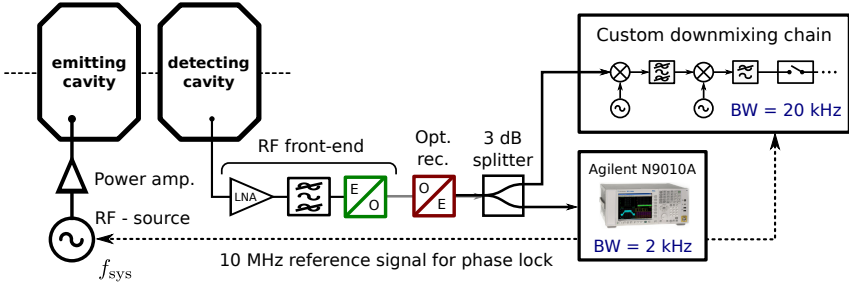 emitting
cavity
detecting
cavity
Custom downmixing chain
BW = 20 kHz
RF front-end
Opt.
rec.
3 dB
splitter
LNA
E
O
O
E
Power amp.
RF - source
Agilent N9010A
BW = 2 kHz
10 MHz reference signal for phase lock
f_sys